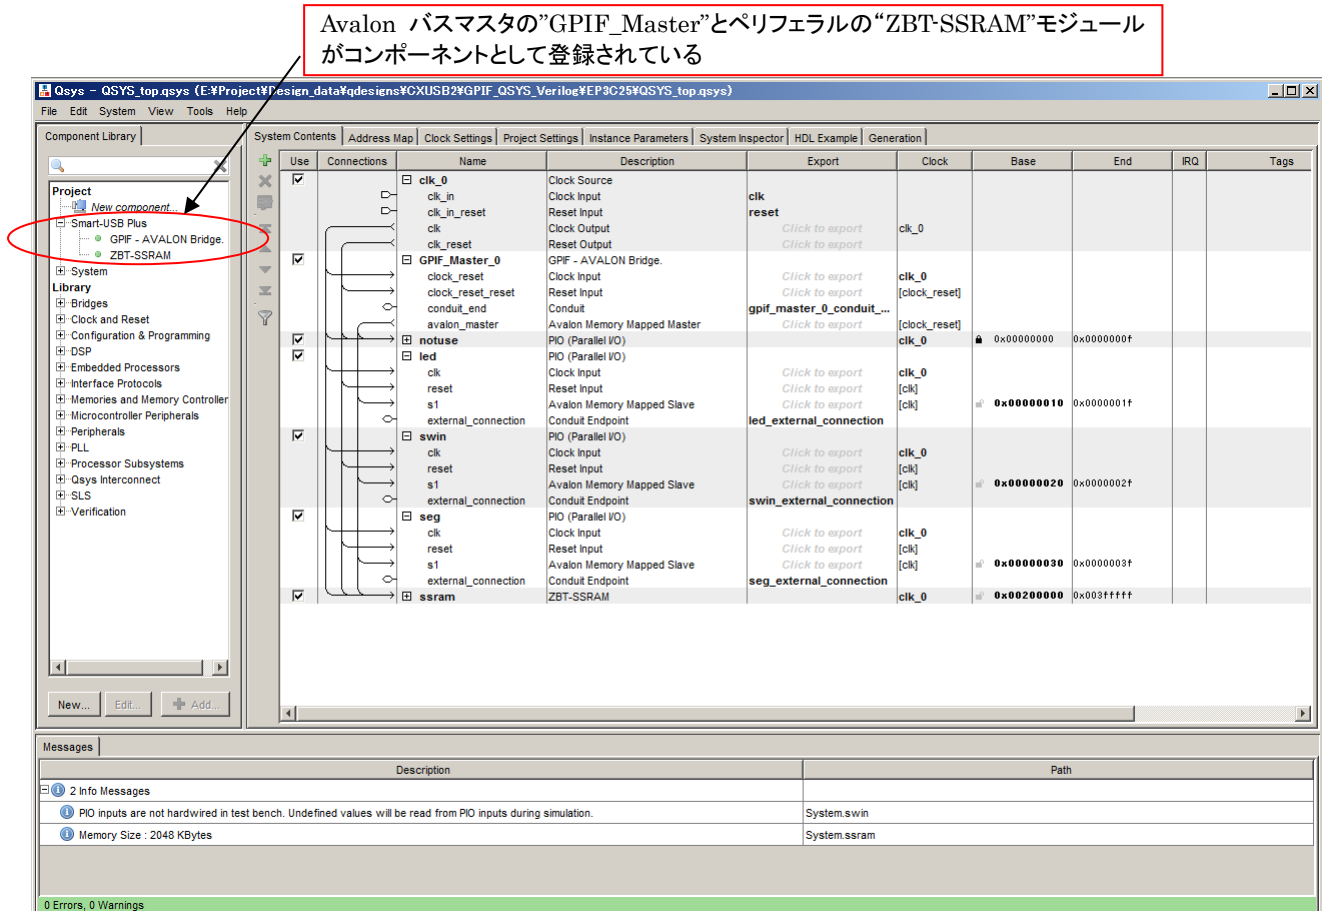 Avalon バスマスタの”GPIF_Master”とペリフェラルの“ZBT-SSRAM”モジュール
がコンポーネントとして登録されている
Qsys - QSYS_top.qsys (E:¥Project¥Design_data¥qdesigns¥CXUSB2¥GPIF_QSYS_Verilog¥EP3C25¥QSYS_top.qsys)
File Edit System View Tools Help
Component Library
Project
New component...
Smart-USB Plus
GPIF - AVALON Bridge.
ZBT-SSRAM
System
Library
Bridges
Clock and Reset
Configuration & Programming
DSP
Embedded Processors
Interface Protocols
Memories and Memory Controller
Microcontroller Peripherals
Peripherals
PLL
Processor Subsystems
Qsys Interconnect
SLS
Verification
New... Edit... Add...
System Contents Address Map Clock Settings Project Settings Instance Parameters System Inspector HDL Example Generation
Use Connections Name Description Export Clock Base End IRQ Tags
clk_0 Clock Source
clk_in Clock Input clk
clk_in_reset Reset Input reset
clk Clock Output Click to export clk_0
clk_reset Reset Output Click to export
GPIF_Master_0 GPIF - AVALON Bridge.
clock_reset Clock Input Click to export clk_0
clock_reset_reset Reset Input Click to export [clock_reset]
conduit_end Conduit gpif_master_0_conduit_...
avalon_master Avalon Memory Mapped Master Click to export [clock_reset]
notuse PIO (Parallel I/O) clk_0 0x00000000 0x0000000f
led PIO (Parallel I/O)
clk Clock Input Click to export clk_0
reset Reset Input Click to export [clk]
s1 Avalon Memory Mapped Slave Click to export [clk] 0x00000010 0x0000001f
external_connection Conduit Endpoint led_external_connection
swin PIO (Parallel I/O)
clk Clock Input Click to export clk_0
reset Reset Input Click to export [clk]
s1 Avalon Memory Mapped Slave Click to export [clk] 0x00000020 0x0000002f
external_connection Conduit Endpoint swin_external_connection
seg PIO (Parallel I/O)
clk Clock Input Click to export clk_0
reset Reset Input Click to export [clk]
s1 Avalon Memory Mapped Slave Click to export [clk] 0x00000030 0x0000003f
external_connection Conduit Endpoint seg_external_connection
ssram ZBT-SSRAM clk_0 0x00200000 0x003fffff
Messages
Description Path
2 Info Messages
PIO inputs are not hardwired in test bench. Undefined values will be read from PIO inputs during simulation. System.swin
Memory Size : 2048 KBytes System.ssram
0 Errors, 0 Warnings